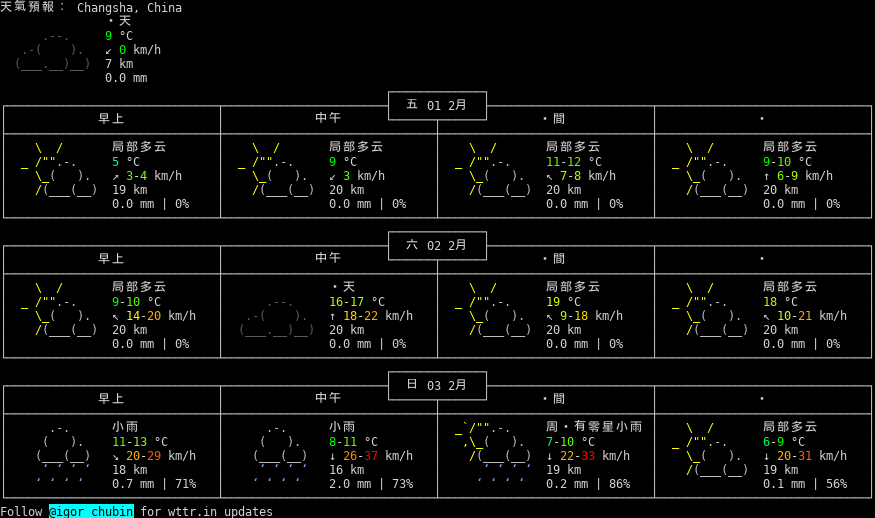 天氣預報： Changsha, China
・天
9 °C
↙ 0 km/h
7 km
0.0 mm
五 01 2月
早上 中午 ・間 ・
局部多云 局部多云 局部多云 局部多云
5 °C 9 °C 11-12 °C 9-10 °C
↗ 3-4 km/h ↙ 3 km/h ↖ 7-8 km/h ↑ 6-9 km/h
19 km 20 km 20 km 20 km
0.0 mm | 0% 0.0 mm | 0% 0.0 mm | 0% 0.0 mm | 0%
六 02 2月
早上 中午 ・間 ・
局部多云 ・天 局部多云 局部多云
9-10 °C 16-17 °C 19 °C 18 °C
↖ 14-20 km/h ↑ 18-22 km/h ↖ 9-18 km/h ↖ 10-21 km/h
20 km 20 km 20 km 20 km
0.0 mm | 0% 0.0 mm | 0% 0.0 mm | 0% 0.0 mm | 0%
日 03 2月
早上 中午 ・間 ・
小雨 小雨 周・有零星小雨 局部多云
11-13 °C 8-11 °C 7-10 °C 6-9 °C
↘ 20-29 km/h ↓ 26-37 km/h ↓ 22-33 km/h ↓ 20-31 km/h
18 km 16 km 19 km 19 km
0.7 mm | 71% 2.0 mm | 73% 0.2 mm | 86% 0.1 mm | 56%
Follow @igor_chubin for wttr.in updates